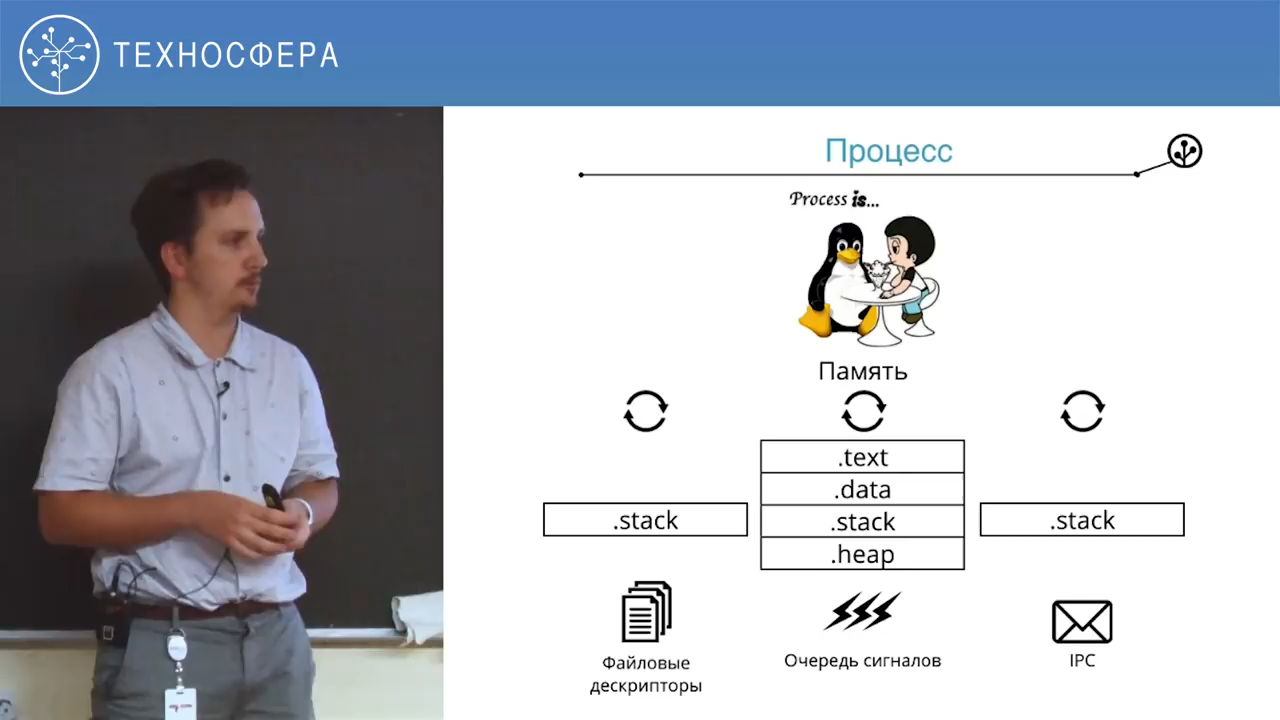 ТЕХНОСФЕРА
Процесс
Process is...
Память
.text
.data
.stack
.stack
.stack
.heap
Файловые
дескрипторы
Очередь сигналов
IPC